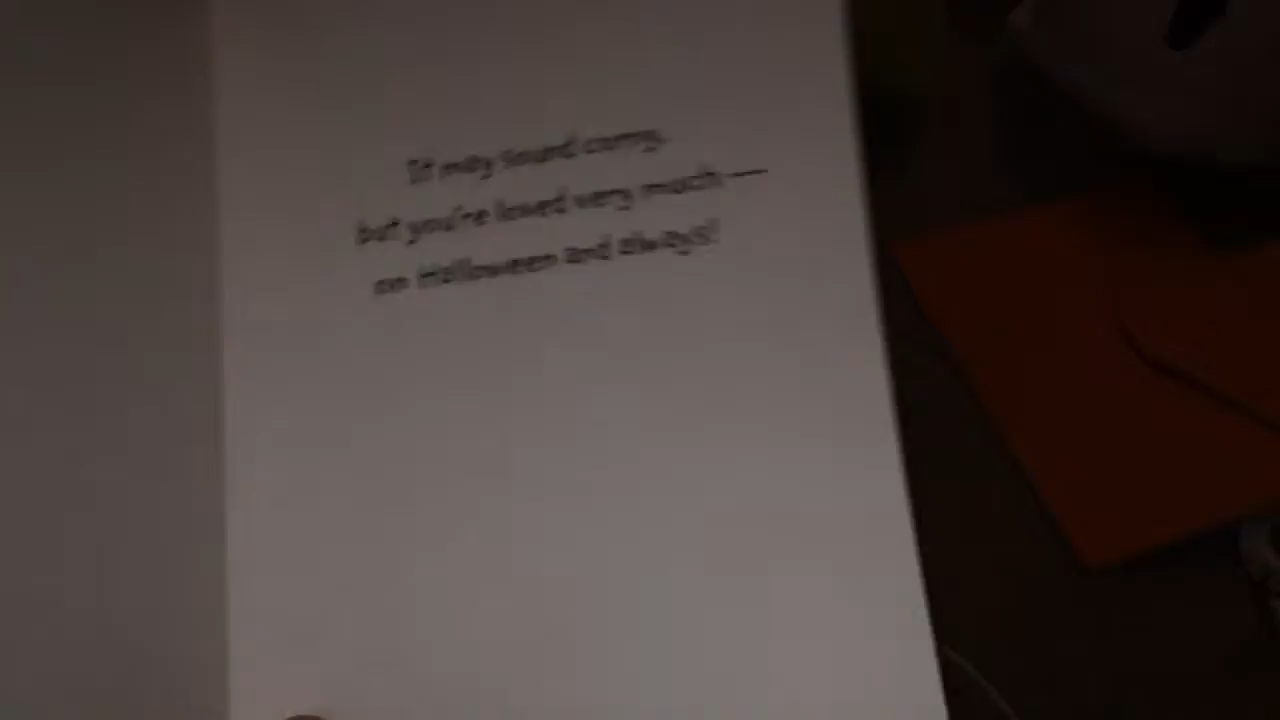 It may sound corny,
but you're loved very much —
on Halloween and always!